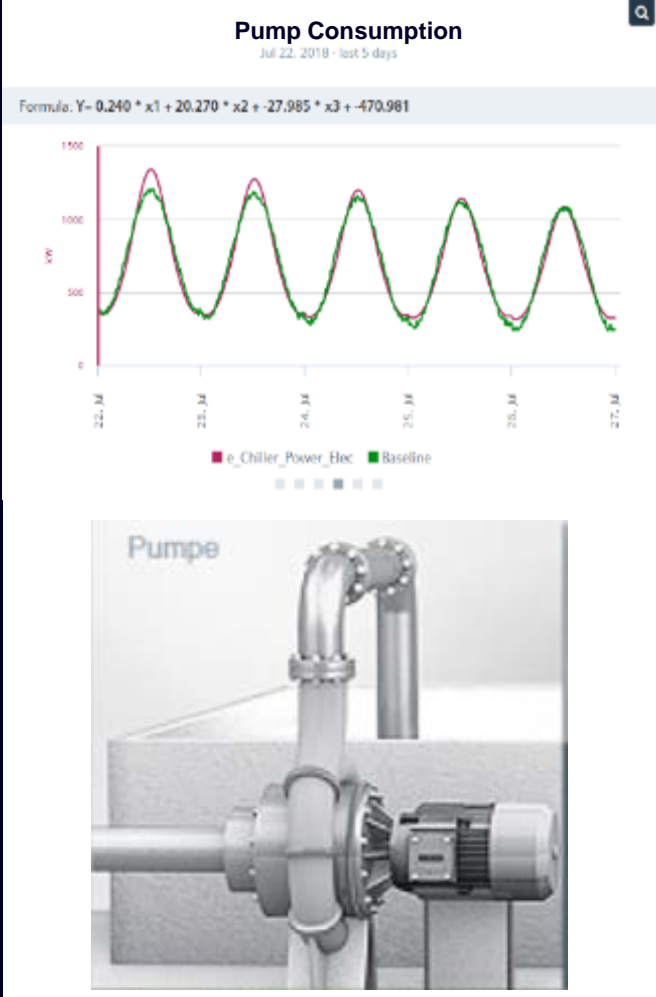 Pump Consumption
Jul 22, 2018 - last 5 days
Formula: Y= 0.240 * x1 + 20.270 * x2 + -27.985 * x3 + -470.981
1500
1000
kW
500
0
22. Jul
23. Jul
24. Jul
25. Jul
26. Jul
27. Jul
e_Chiller_Power_Elec
Baseline
Pumpe